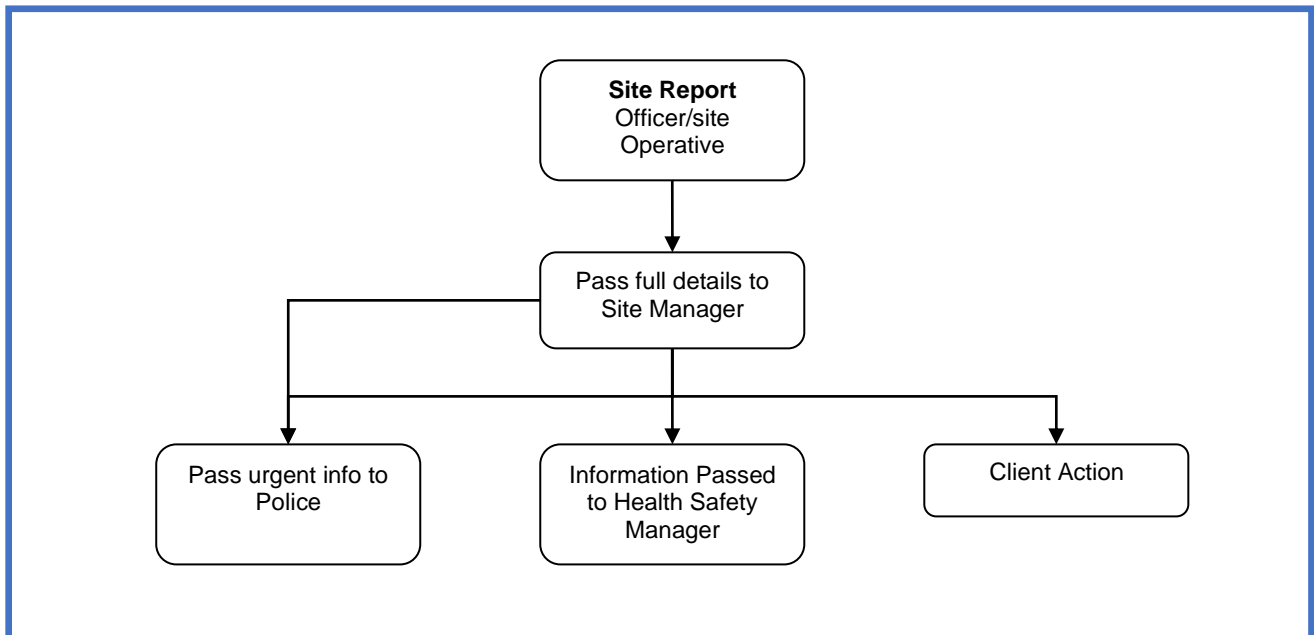 Site Report
Officer/site
Operative
Pass full details to
Site Manager
Pass urgent info to
Police
Information Passed
to Health Safety
Manager
Client Action